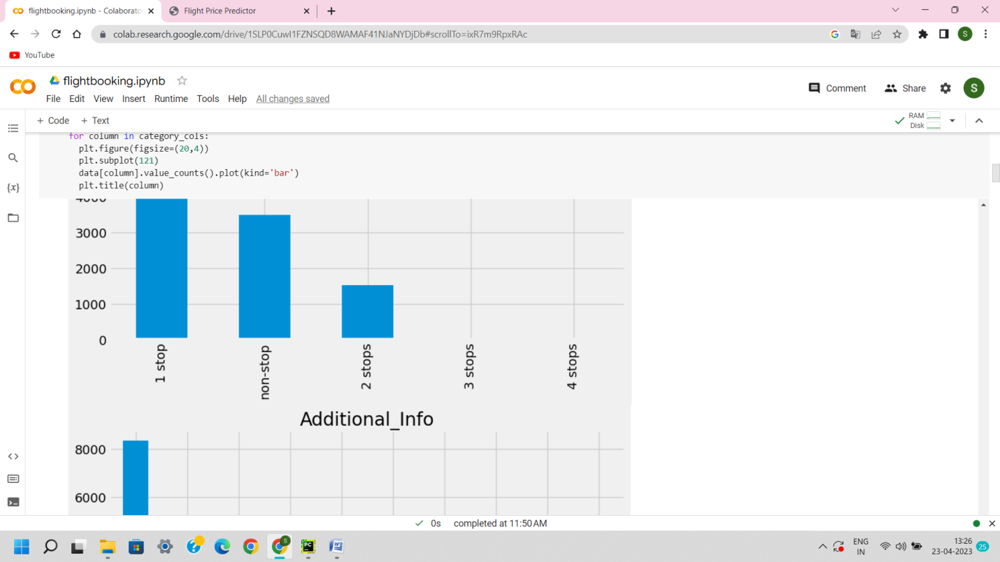 flightbooking.ipynb - Colaborato
Flight Price Predictor
colab.research.google.com/drive/1SLP0CuwI1FZNSQD8WAMAF41NJaNYDjDb#scrollTo=ixR7m9RpxRAc
S
YouTube
flightbooking.ipynb
File Edit View Insert Runtime Tools Help All changes saved
Comment Share S
+ Code + Text
RAM
Disk
for column in category_cols:
plt.figure(figsize=(20,4))
plt.subplot(121)
data[column].value_counts().plot(kind='bar')
plt.title(column)
{x}
4000
3000
2000
1000
0
1 stop
non-stop
2 stops
3 stops
4 stops
Additional_Info
8000
6000
0s completed at 11:50 AM
ENG
IN
13:26
23-04-2023
25